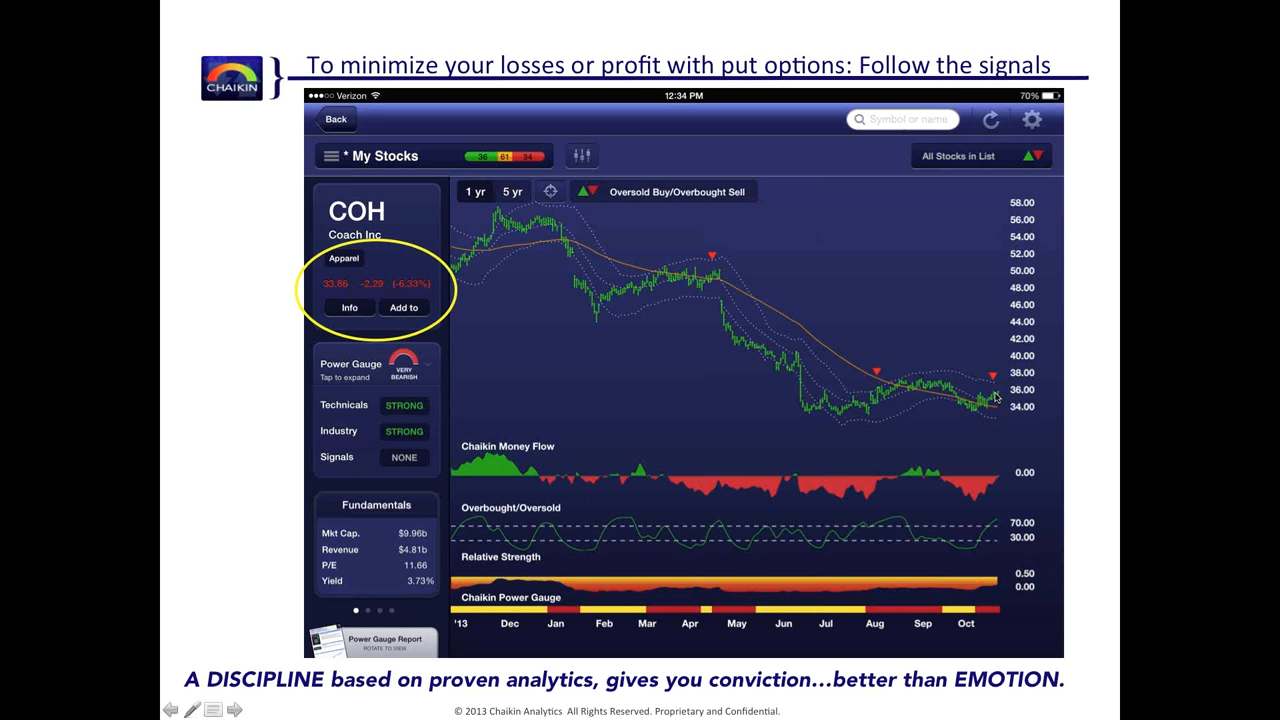 To minimize your losses or profit with put options: Follow the signals
CHAIKIN
Verizon 12:34 PM 70%
Back
Symbol or name
* My Stocks
36 61 34
All Stocks in List
COH
Coach Inc
Apparel
33.86 -2.29 (-6.33%)
Info Add to
1 yr 5 yr Oversold Buy/Overbought Sell
58.00
56.00
54.00
52.00
50.00
48.00
46.00
44.00
42.00
40.00
38.00
36.00
34.00
Power Gauge
Tap to expand
VERY
BEARISH
Technicals STRONG
Industry STRONG
Signals NONE
Chaikin Money Flow
0.00
Overbought/Oversold
70.00
30.00
Relative Strength
0.50
0.00
Chaikin Power Gauge
'13 Dec Jan Feb Mar Apr May Jun Jul Aug Sep Oct
Fundamentals
Mkt Cap. $9.96b
Revenue $4.81b
P/E 11.66
Yield 3.73%
Power Gauge Report
ROTATE TO VIEW
A DISCIPLINE based on proven analytics, gives you conviction...better than EMOTION.
© 2013 Chaikin Analytics All Rights Reserved. Proprietary and Confidential.